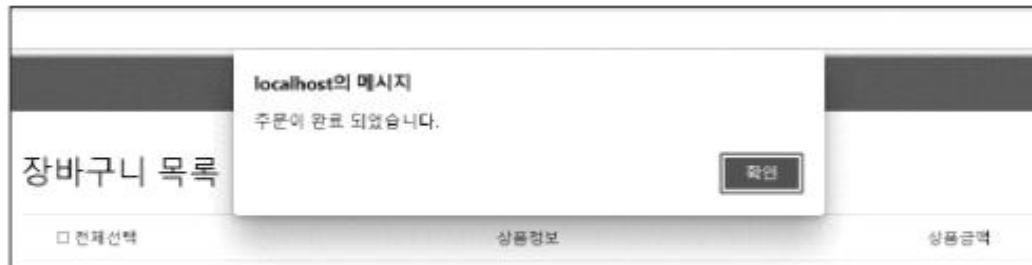 localhost의 메시지
주문이 완료 되었습니다.
확인
장바구니 목록
□ 전체선택 상품정보 상품금액